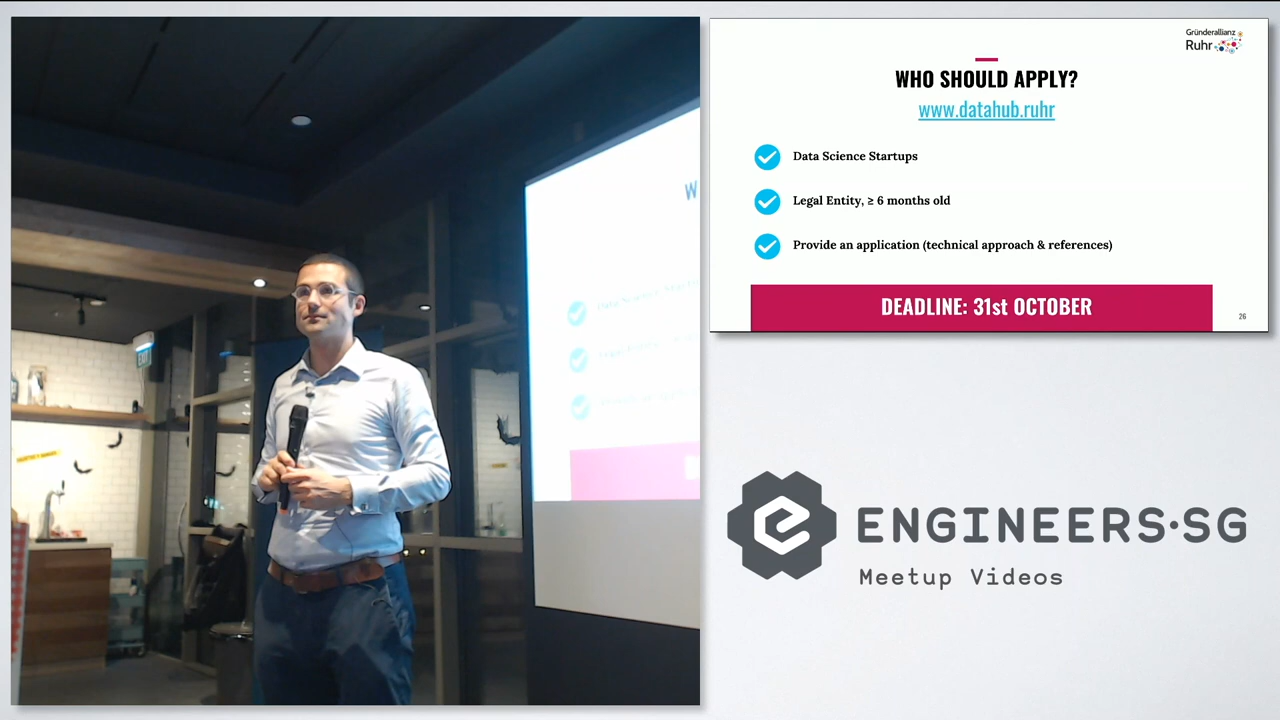 Gründerallianz
Ruhr
WHO SHOULD APPLY?
www.datahub.ruhr
Data Science Startups
Legal Entity, ≥ 6 months old
Provide an application (technical approach & references)
DEADLINE: 31st OCTOBER
26
ENGINEERS·SG
Meetup Videos
EXIT
W